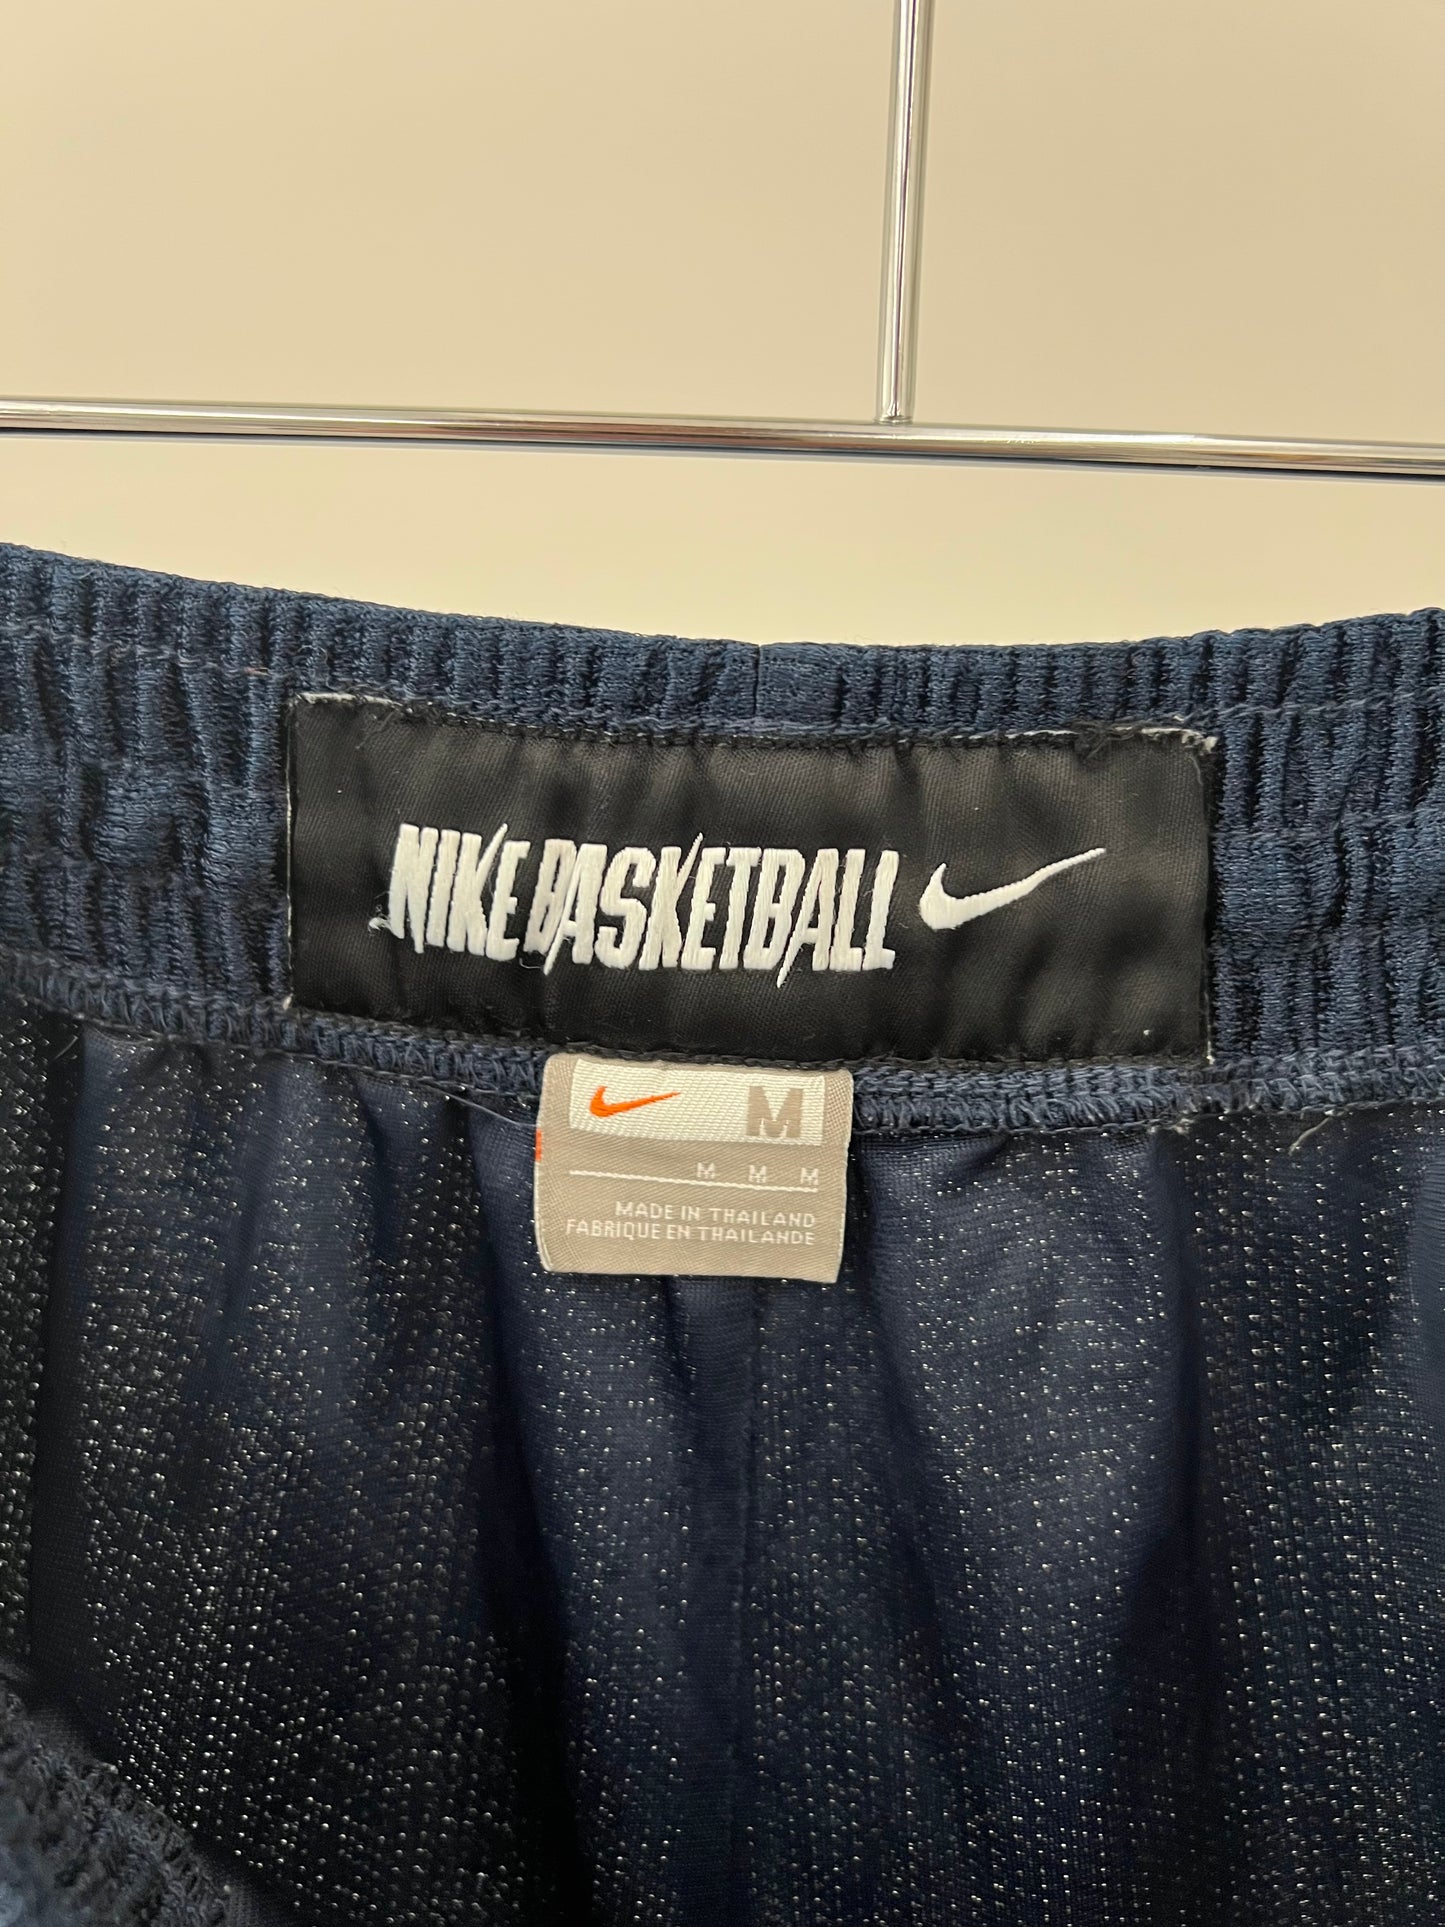 NIKE BASKETBALL
M
M M M
MADE IN THAILAND
FABRIQUE EN THAILANDE